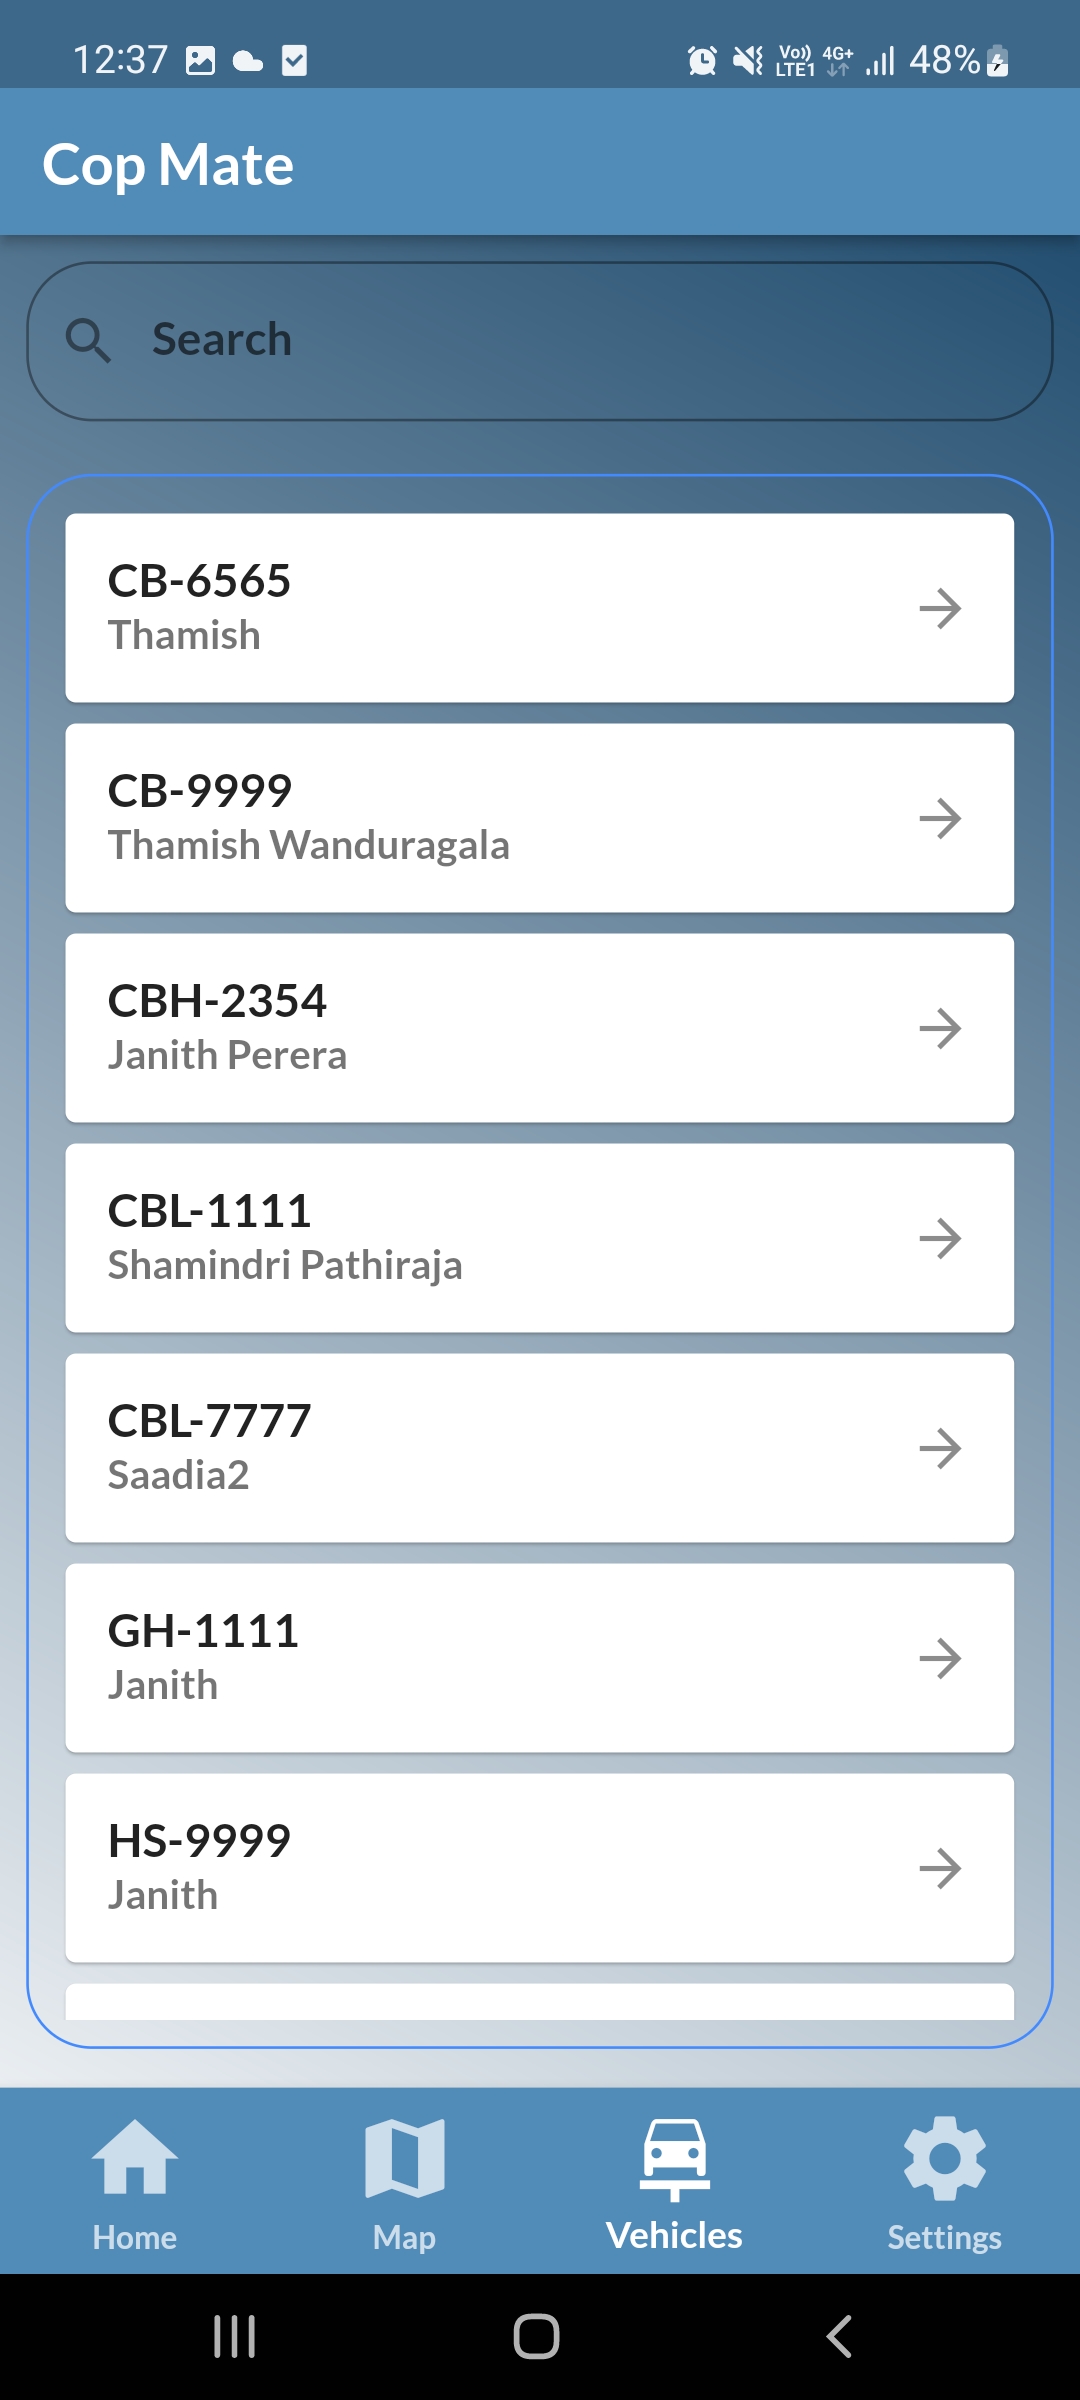 12:37
Vo)) LTE1 4G+ 48%
Cop Mate
Search
CB-6565
Thamish
CB-9999
Thamish Wanduragala
CBH-2354
Janith Perera
CBL-1111
Shamindri Pathiraja
CBL-7777
Saadia2
GH-1111
Janith
HS-9999
Janith
Home
Map
Vehicles
Settings